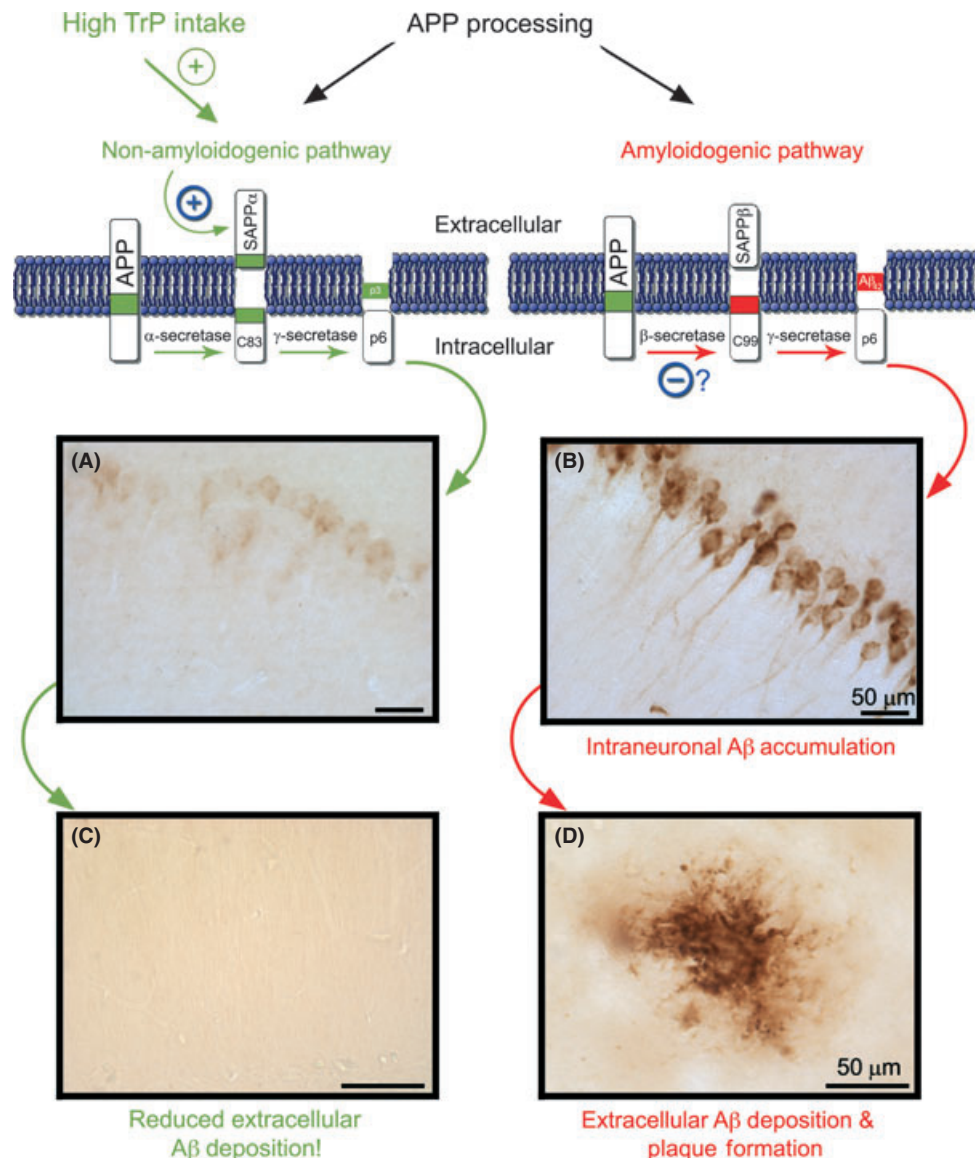 High TrP intake
APP processing
+
Non-amyloidogenic pathway
Amyloidogenic pathway
+
APP
SAPPα
Extracellular
APP
SAPPβ
p3
Aβ42
α-secretase
C83
γ-secretase
p6
Intracellular
β-secretase
C99
γ-secretase
p6
−?
(A)
(B)
50 µm
Intraneuronal Aβ accumulation
(C)
(D)
50 µm
Reduced extracellular
Aβ deposition!
Extracellular Aβ deposition &
plaque formation